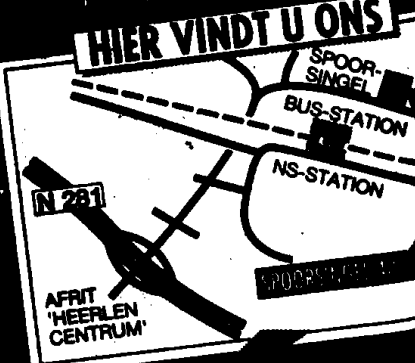 HIER VINDT U ONS
SPOOR-
SINGEL
BUS-STATION
NS-STATION
N 281
AFRIT
'HEERLEN
CENTRUM'